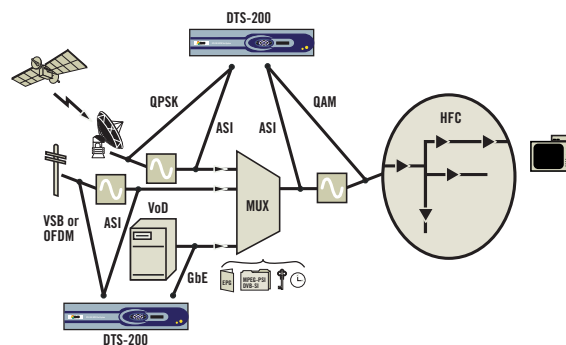 DTS-200
QPSK
ASI
ASI
QAM
HFC
VSB or
OFDM
ASI
VoD
MUX
GbE
EPG
MPEG-PSI
DVB-SI
DTS-200